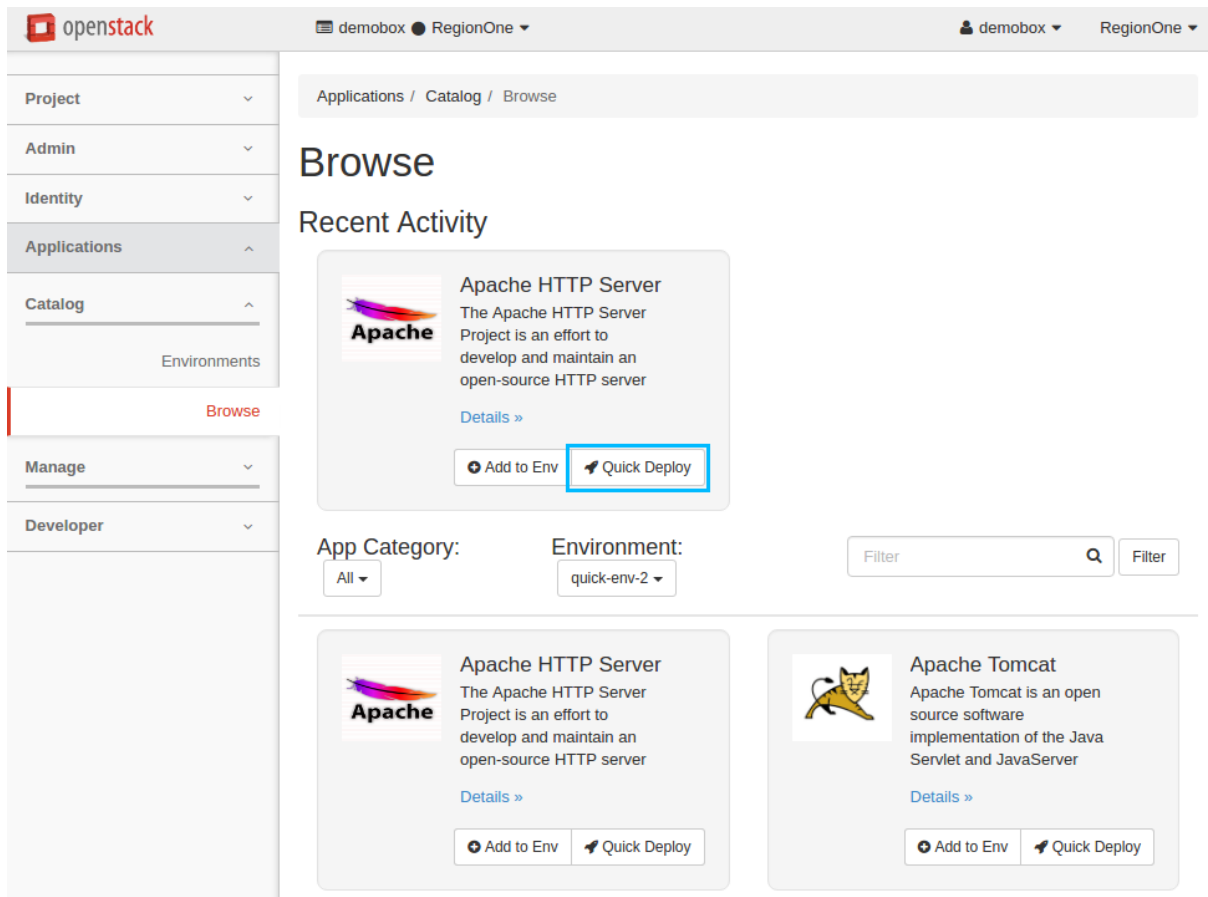 openstack
demobox ● RegionOne
demobox
RegionOne
Project
Admin
Identity
Applications
Catalog
Environments
Browse
Manage
Developer
Applications / Catalog / Browse
Browse
Recent Activity
Apache
Apache HTTP Server
The Apache HTTP Server
Project is an effort to
develop and maintain an
open-source HTTP server
Details »
Add to Env
Quick Deploy
App Category:
All
Environment:
quick-env-2
Filter
Filter
Apache
Apache HTTP Server
The Apache HTTP Server
Project is an effort to
develop and maintain an
open-source HTTP server
Details »
Add to Env
Quick Deploy
Apache Tomcat
Apache Tomcat is an open
source software
implementation of the Java
Servlet and JavaServer
Details »
Add to Env
Quick Deploy